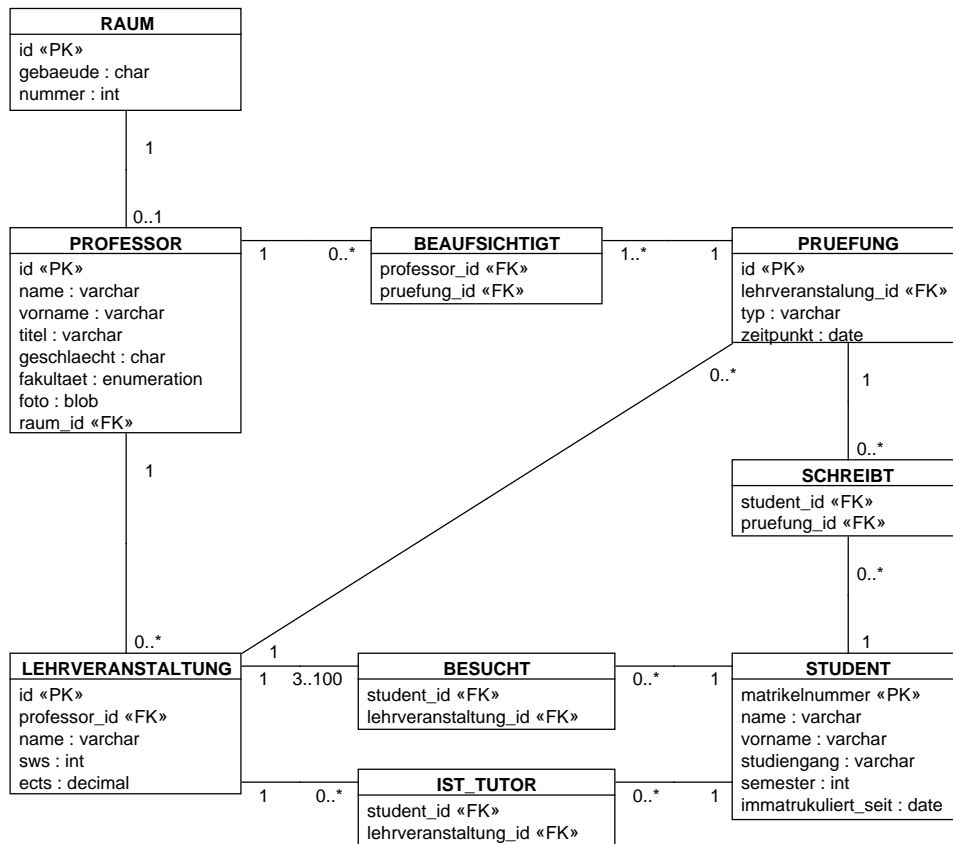 RAUM
id «PK»
gebaeude : char
nummer : int
1
0..1
PROFESSOR
id «PK»
name : varchar
vorname : varchar
titel : varchar
geschlaecht : char
fakultaet : enumeration
foto : blob
raum_id «FK»
1
0..*
BEAUFSICHTIGT
professor_id «FK»
pruefung_id «FK»
1..*
1
PRUEFUNG
id «PK»
lehrveranstalung_id «FK»
typ : varchar
zeitpunkt : date
0..*
1
1
0..*
SCHREIBT
student_id «FK»
pruefung_id «FK»
0..*
1
0..*
1
LEHRVERANSTALTUNG
id «PK»
professor_id «FK»
name : varchar
sws : int
ects : decimal
1
3..100
BESUCHT
student_id «FK»
lehrveranstaltung_id «FK»
0..*
1
1
0..*
IST_TUTOR
student_id «FK»
lehrveranstaltung_id «FK»
0..*
1
STUDENT
matrikelnummer «PK»
name : varchar
vorname : varchar
studiengang : varchar
semester : int
immatrukuliert_seit : date